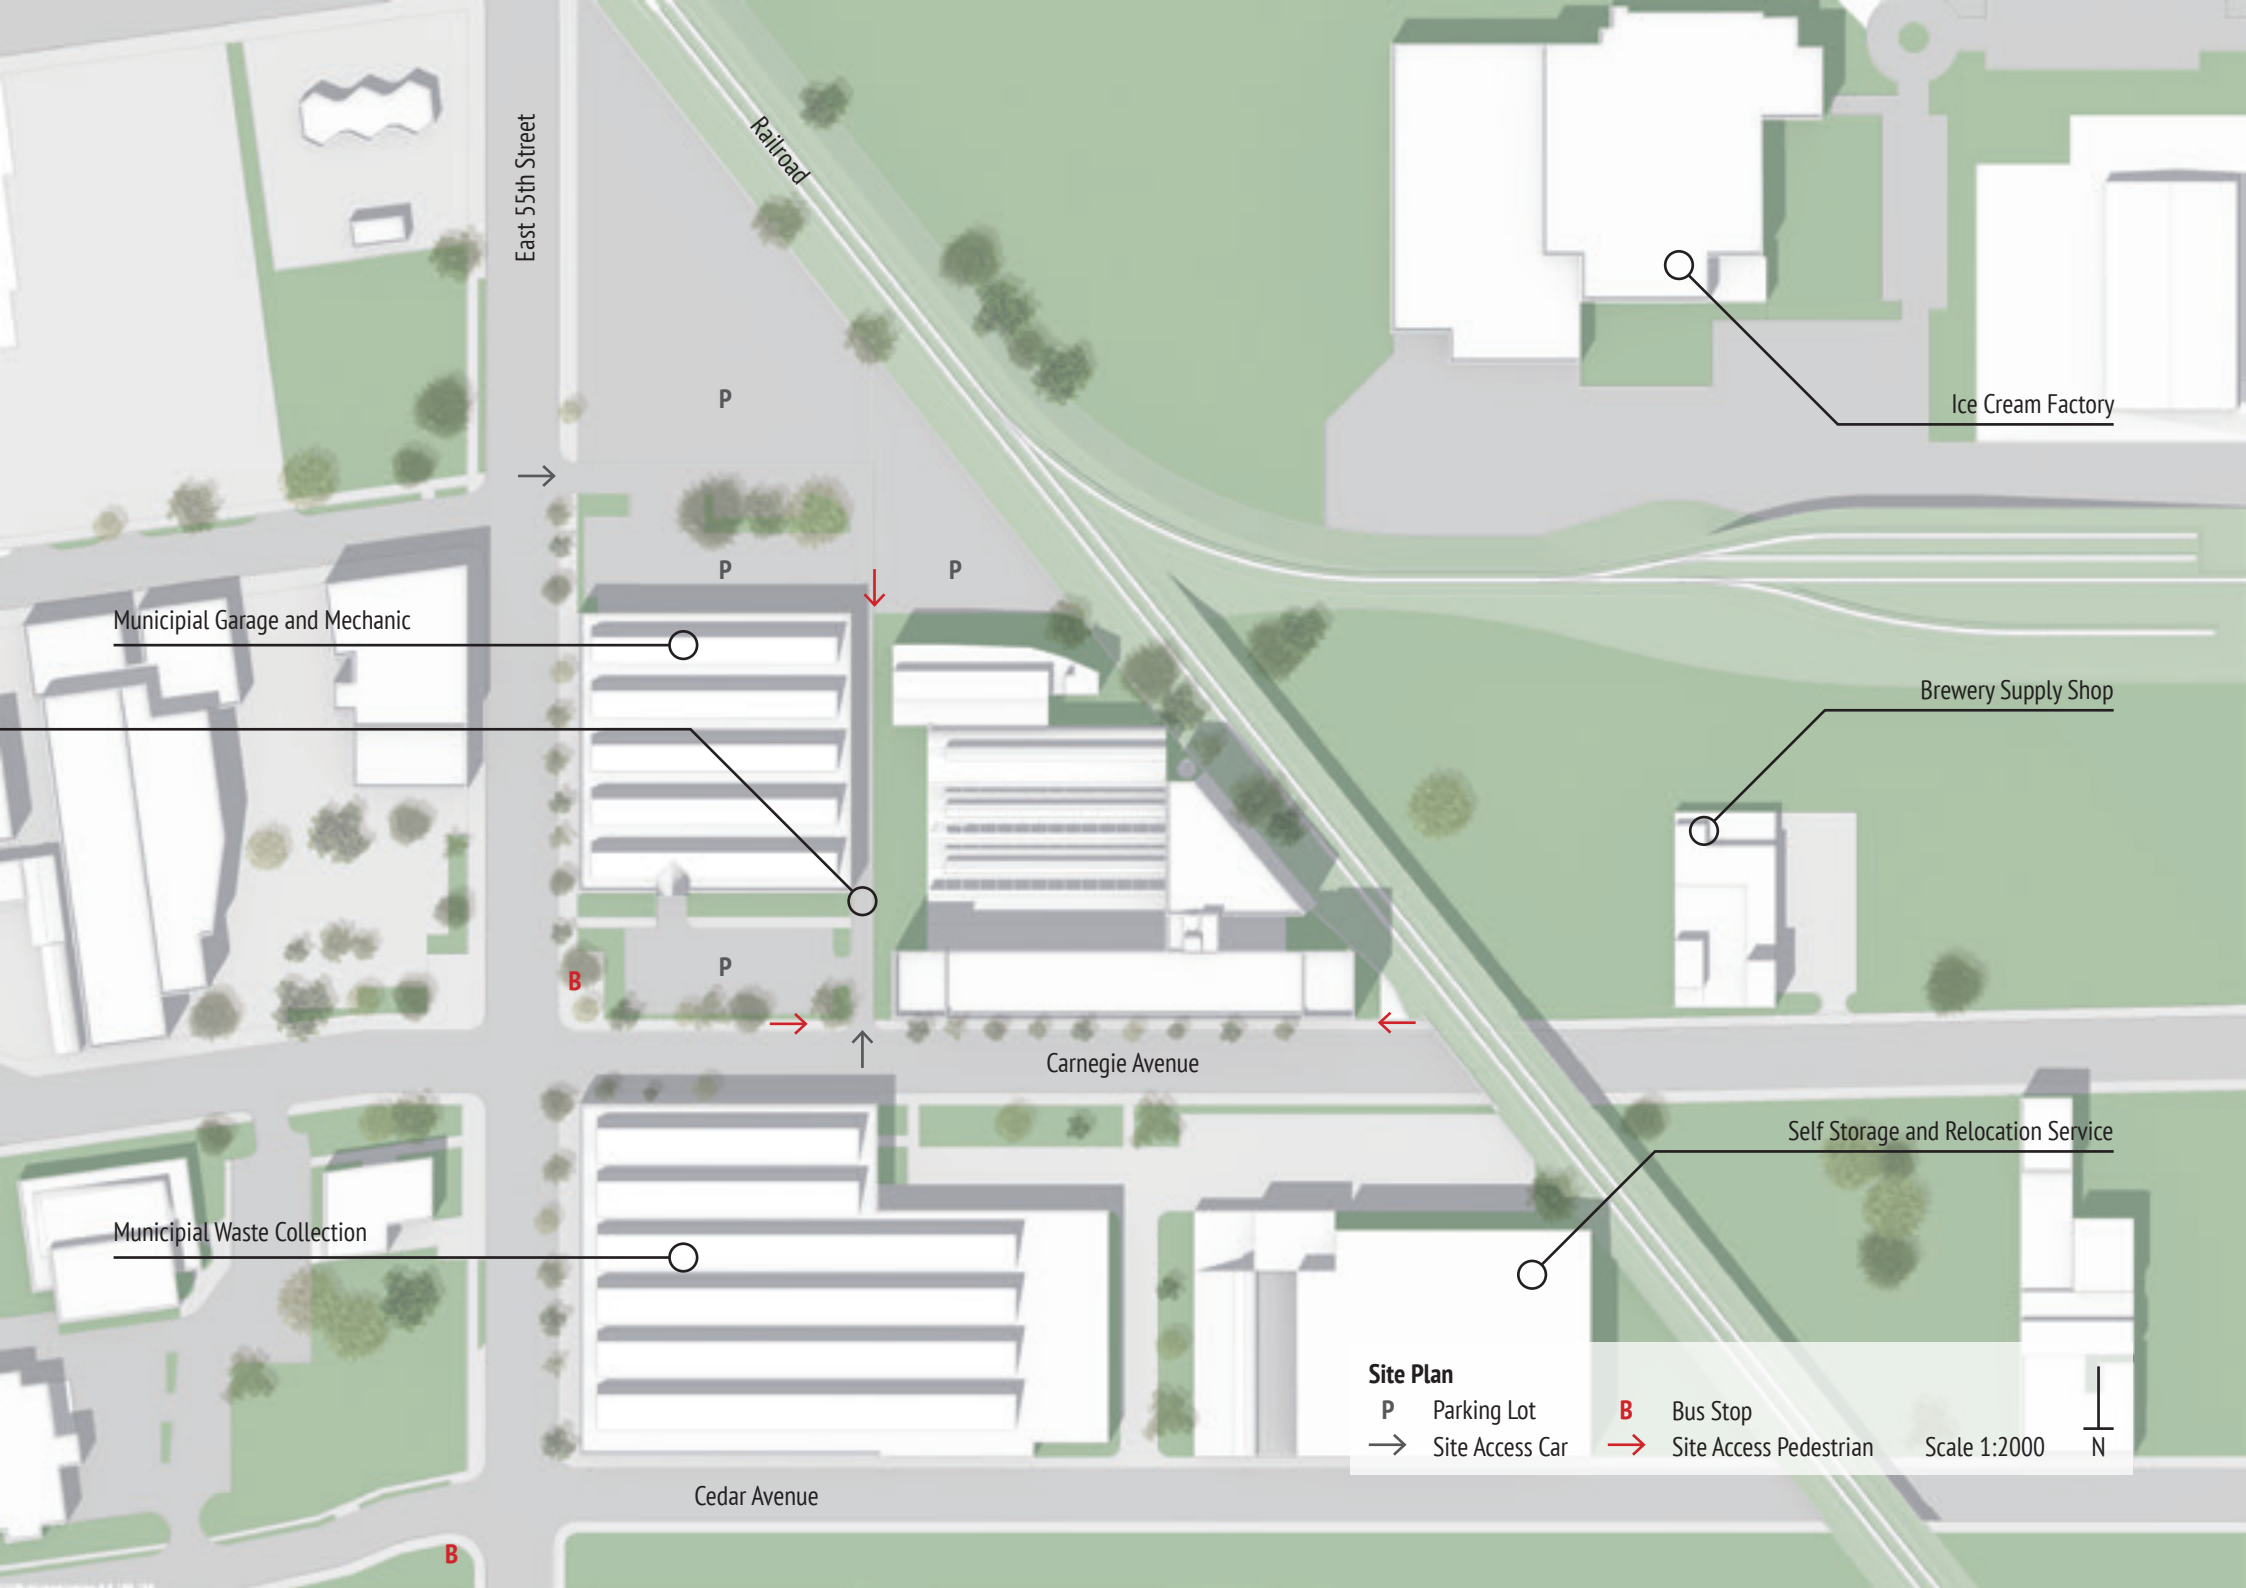 East 55th Street
Railroad
P
Ice Cream Factory
P
P
Municipial Garage and Mechanic
Brewery Supply Shop
B
P
Carnegie Avenue
Self Storage and Relocation Service
Municipial Waste Collection
Site Plan
P Parking Lot
B Bus Stop
Site Access Car
Site Access Pedestrian
Scale 1:2000
N
Cedar Avenue
B